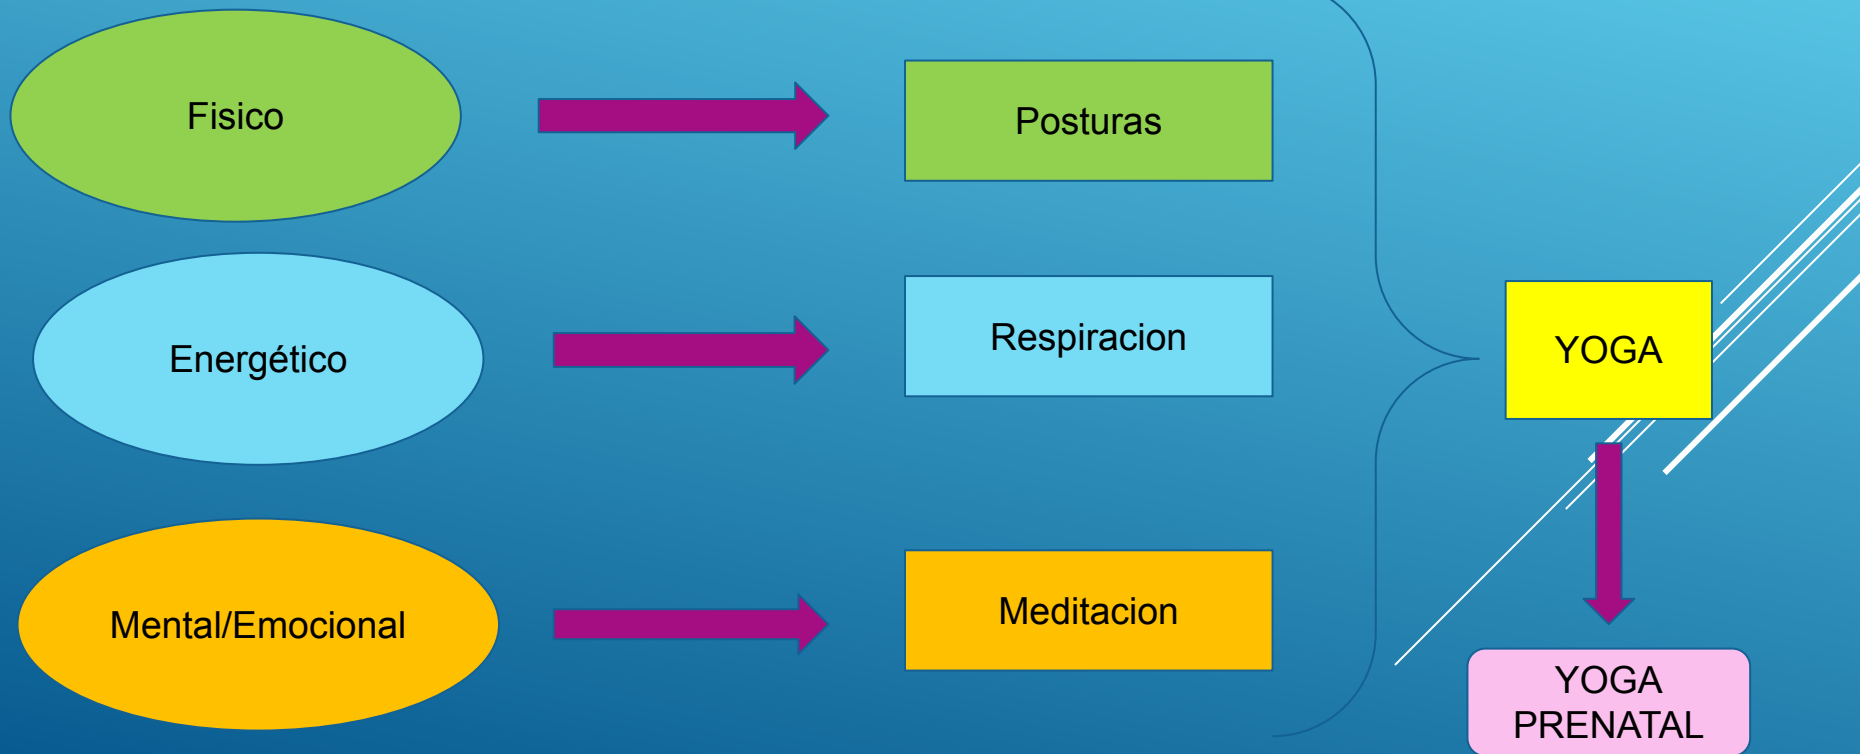 Fisico
Posturas
Energético
Respiracion
YOGA
Mental/Emocional
Meditacion
YOGA
PRENATAL